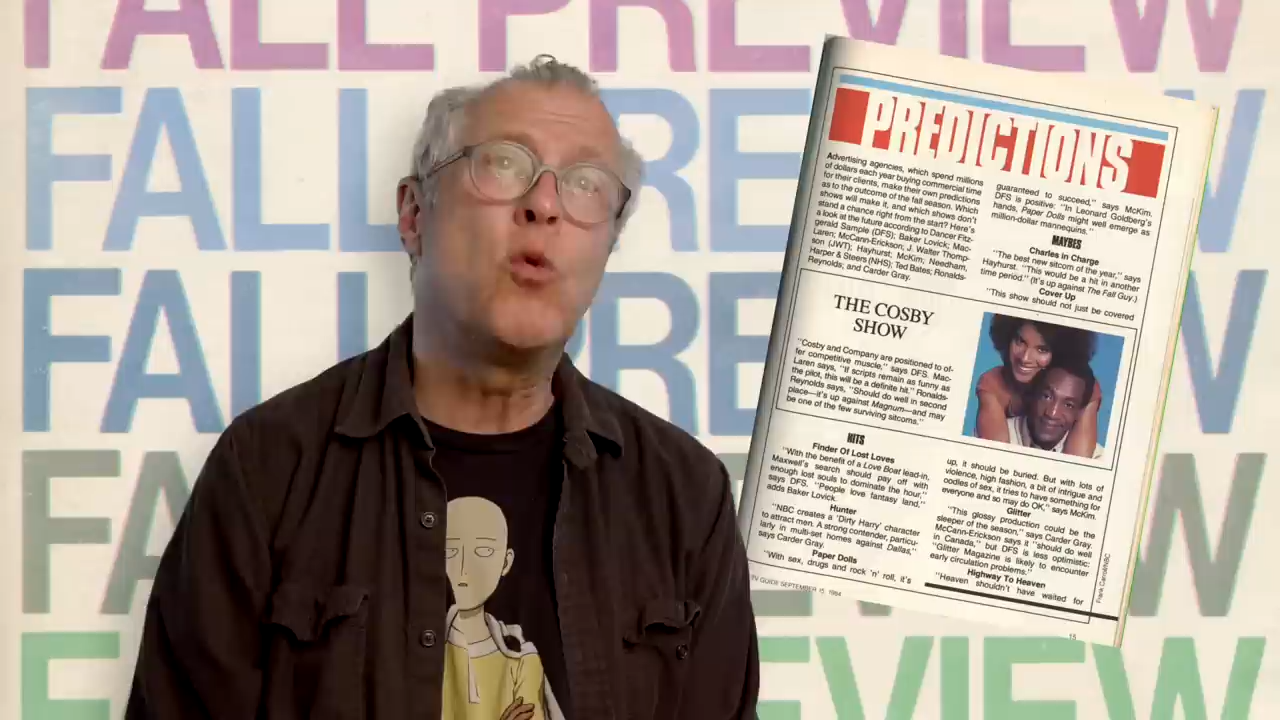 FALL PREVIEW
FALL PREVIEW
FALL PREVIEW
FALL PREVIEW
FALL PREVIEW
PREDICTIONS
Advertising agencies, which spend millions
of dollars each year buying commercial time
for their clients, make their own predictions
as to the outcome of the fall season. Which
shows will make it, and which shows don't
stand a chance right from the start? Here's
a look at the future according to Dancer Fitz-
gerald Sample (DFS); Baker Lovick; Mac-
Laren; McCann-Erickson; J. Walter Thomp-
son (JWT); Hayhurst; McKim; Needham,
Harper & Steers (NHS); Ted Bates; Ronalds-
Reynolds; and Carder Gray.
guaranteed to succeed," says McKim.
DFS is positive: "In Leonard Goldberg's
hands, Paper Dolls might well emerge as
million-dollar mannequins."
MAYBES
Charles in Charge
"The best new sitcom of the year," says
Hayhurst. "This would be a hit in another
time period." (It's up against The Fall Guy.)
Cover Up
"This show should not just be covered
THE COSBY
SHOW
"Cosby and Company are positioned to of-
fer competitive muscle," says DFS. Mac-
Laren says, "If scripts remain as funny as
the pilot, this will be a definite hit." Ronalds-
Reynolds says, "Should do well in second
place—it's up against Magnum—and may
be one of the few surviving sitcoms."
HITS
Finder Of Lost Loves
"With the benefit of a Love Boat lead-in,
Maxwell's search should pay off with
enough lost souls to dominate the hour,"
says DFS. "People love fantasy land,"
adds Baker Lovick.
Hunter
"NBC creates a 'Dirty Harry' character
to attract men. A strong contender, particu-
larly in multi-set homes against Dallas,"
says Carder Gray.
Paper Dolls
"With sex, drugs and rock 'n' roll, it's
up, it should be buried. But with lots of
violence, high fashion, a bit of intrigue and
oodles of sex, it tries to have something for
everyone and so may do OK," says McKim.
Glitter
"This glossy production could be the
sleeper of the season," says Carder Gray.
McCann-Erickson says it "should do well
in Canada," but DFS is less optimistic:
"Glitter Magazine is likely to encounter
early circulation problems."
Highway To Heaven
"Heaven shouldn't have waited for
Frank Carroll/NBC
TV GUIDE SEPTEMBER 15, 1984
15